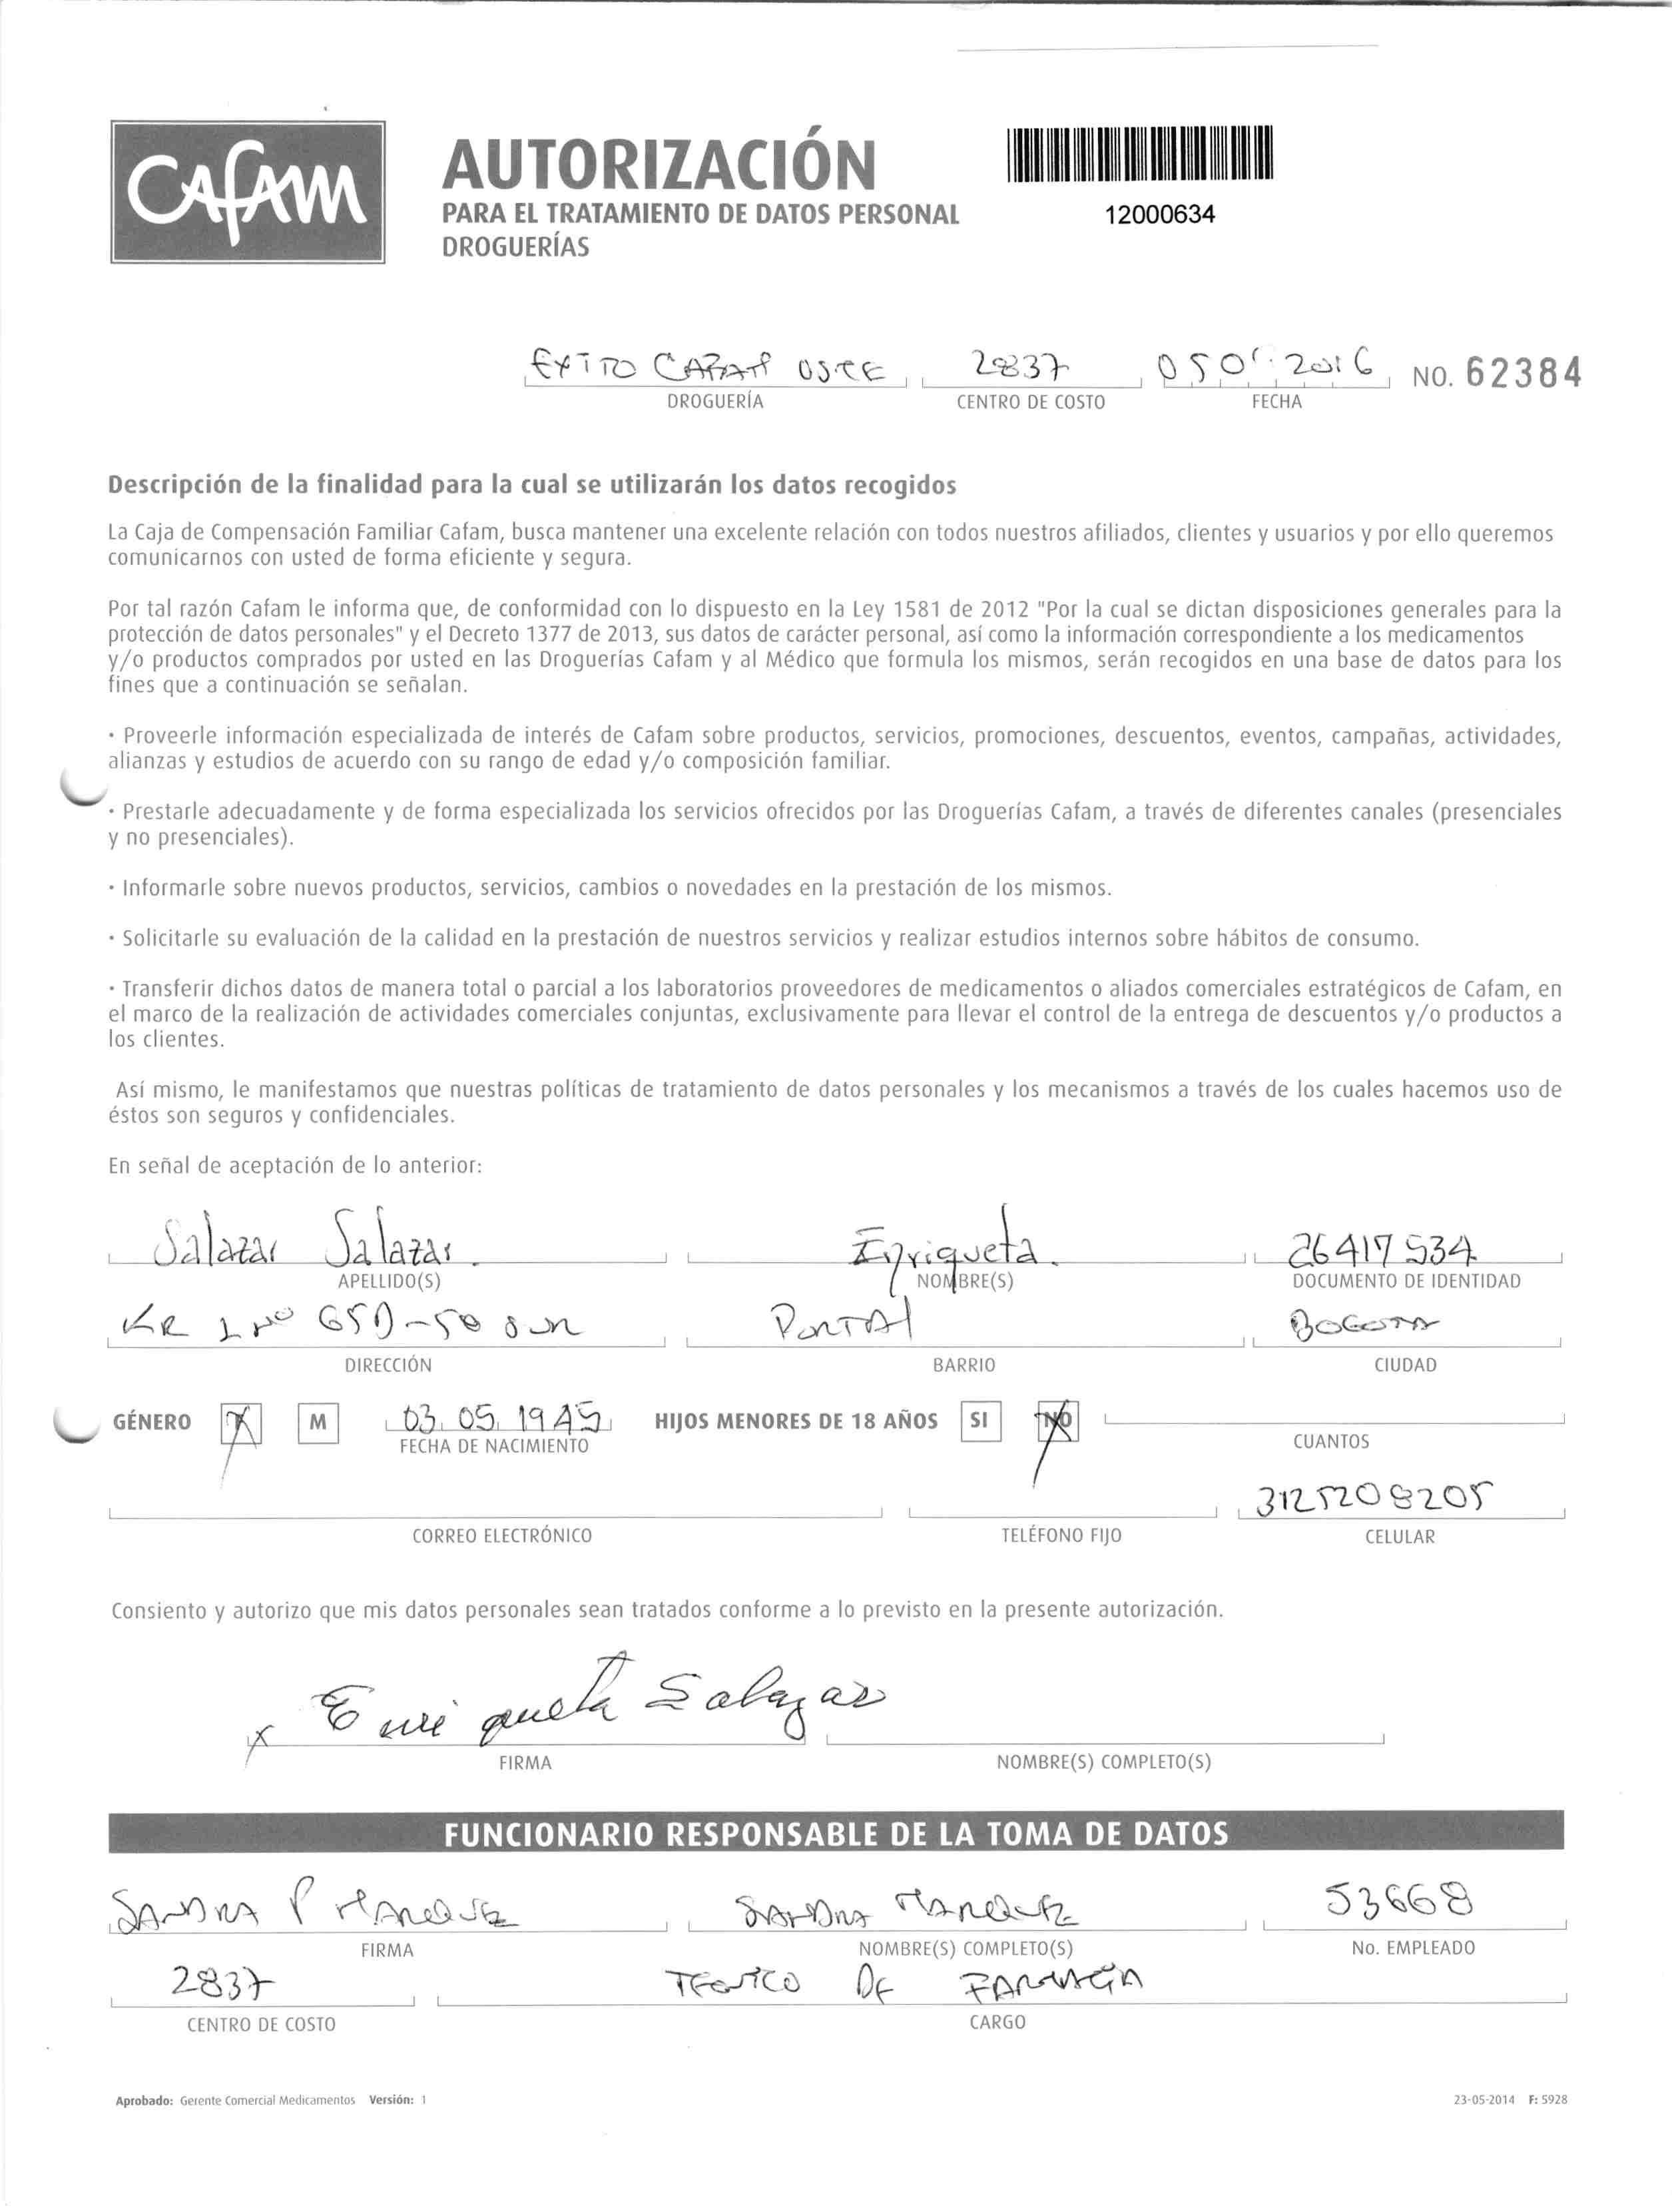 CAFAM
AUTORIZACIÓN
PARA EL TRATAMIENTO DE DATOS PERSONAL
DROGUERÍAS
12000634
EXITO CAFAM USME 2837 05 01 2016 NO. 62384
DROGUERÍA CENTRO DE COSTO FECHA
Descripción de la finalidad para la cual se utilizarán los datos recogidos
La Caja de Compensación Familiar Cafam, busca mantener una excelente relación con todos nuestros afiliados, clientes y usuarios y por ello queremos
comunicarnos con usted de forma eficiente y segura.
Por tal razón Cafam le informa que, de conformidad con lo dispuesto en la Ley 1581 de 2012 "Por la cual se dictan disposiciones generales para la
protección de datos personales" y el Decreto 1377 de 2013, sus datos de carácter personal, así como la información correspondiente a los medicamentos
y/o productos comprados por usted en las Droguerías Cafam y al Médico que formula los mismos, serán recogidos en una base de datos para los
fines que a continuación se señalan.
· Proveerle información especializada de interés de Cafam sobre productos, servicios, promociones, descuentos, eventos, campañas, actividades,
alianzas y estudios de acuerdo con su rango de edad y/o composición familiar.
· Prestarle adecuadamente y de forma especializada los servicios ofrecidos por las Droguerías Cafam, a través de diferentes canales (presenciales
y no presenciales).
· Informarle sobre nuevos productos, servicios, cambios o novedades en la prestación de los mismos.
· Solicitarle su evaluación de la calidad en la prestación de nuestros servicios y realizar estudios internos sobre hábitos de consumo.
· Transferir dichos datos de manera total o parcial a los laboratorios proveedores de medicamentos o aliados comerciales estratégicos de Cafam, en
el marco de la realización de actividades comerciales conjuntas, exclusivamente para llevar el control de la entrega de descuentos y/o productos a
los clientes.
Así mismo, le manifestamos que nuestras políticas de tratamiento de datos personales y los mecanismos a través de los cuales hacemos uso de
éstos son seguros y confidenciales.
En señal de aceptación de lo anterior:
Salazar Salazar Enriqueta 26417534
APELLIDO(S) NOMBRE(S) DOCUMENTO DE IDENTIDAD
KR 1 Nº 65D-58 SUR PORTAL BOGOTA
DIRECCIÓN BARRIO CIUDAD
GÉNERO M 03 05 1945 HIJOS MENORES DE 18 AÑOS SI NO
FECHA DE NACIMIENTO CUANTOS
3125208205
CORREO ELECTRÓNICO TELÉFONO FIJO CELULAR
Consiento y autorizo que mis datos personales sean tratados conforme a lo previsto en la presente autorización.
x Enriqueta Salazar
FIRMA NOMBRE(S) COMPLETO(S)
FUNCIONARIO RESPONSABLE DE LA TOMA DE DATOS
SANDRA P MARQUEZ SANDRA MARQUEZ 53668
FIRMA NOMBRE(S) COMPLETO(S) No. EMPLEADO
2837 TECNICO DE FARMACIA
CENTRO DE COSTO CARGO
Aprobado: Gerente Comercial Medicamentos Versión: 1 23-05-2014 F: 5928